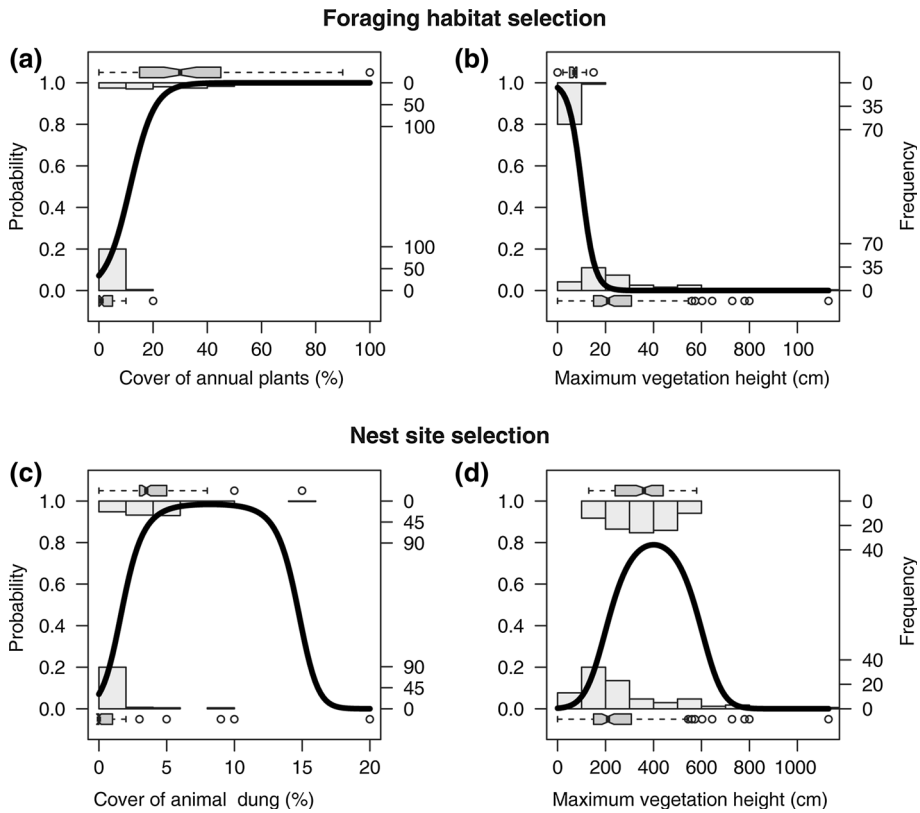 Foraging habitat selection
(a)
Probability
1.0
0.8
0.6
0.4
0.2
0.0
0
50
100
100
50
0
0 20 40 60 80 100
Cover of annual plants (%)
(b)
1.0
0.8
0.6
0.4
0.2
0.0
0
35
70
70
35
0
Frequency
0 200 400 600 800 100
Maximum vegetation height (cm)
Nest site selection
(c)
Probability
1.0
0.8
0.6
0.4
0.2
0.0
0
45
90
90
45
0
0 5 10 15 20
Cover of animal dung (%)
(d)
1.0
0.8
0.6
0.4
0.2
0.0
0
20
40
40
20
0
Frequency
0 200 400 600 800 1000
Maximum vegetation height (cm)